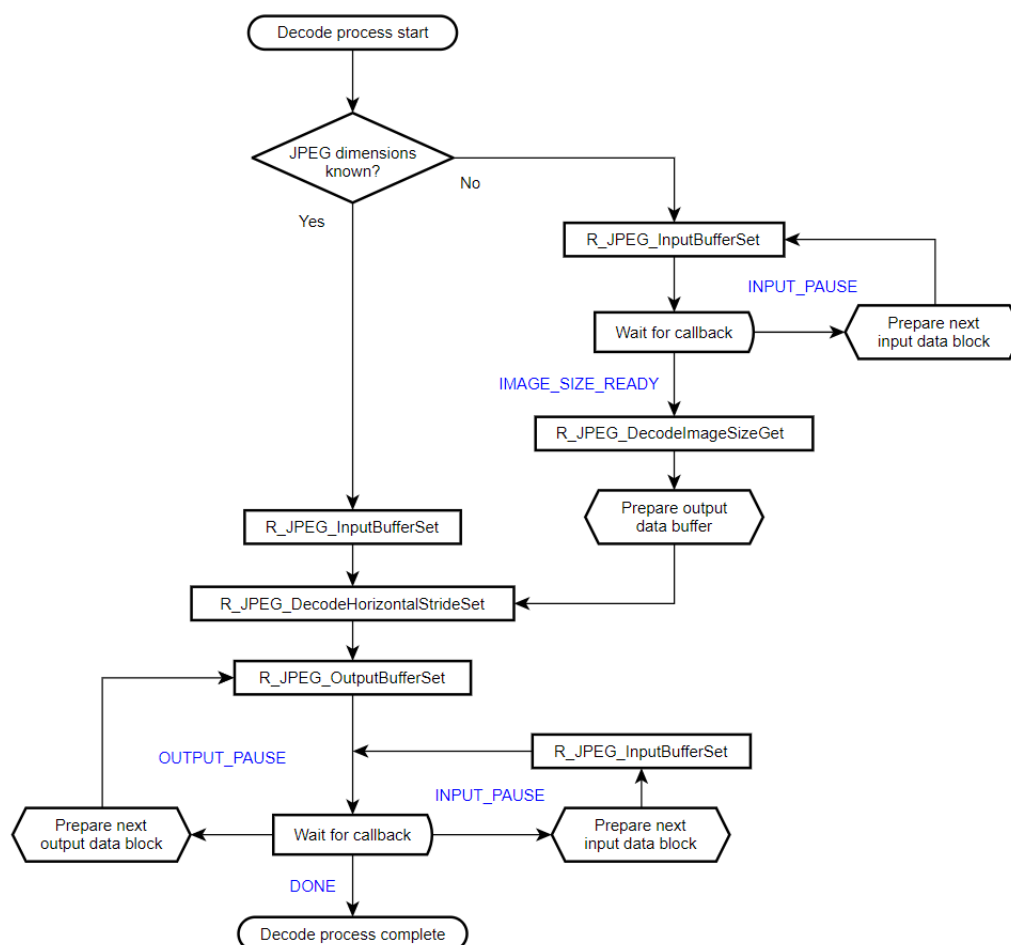 Decode process start
JPEG dimensions
known?
No
Yes
R_JPEG_InputBufferSet
INPUT_PAUSE
Wait for callback
Prepare next
input data block
IMAGE_SIZE_READY
R_JPEG_DecodeImageSizeGet
Prepare output
data buffer
R_JPEG_InputBufferSet
R_JPEG_DecodeHorizontalStrideSet
R_JPEG_OutputBufferSet
OUTPUT_PAUSE
R_JPEG_InputBufferSet
INPUT_PAUSE
Prepare next
output data block
Wait for callback
Prepare next
input data block
DONE
Decode process complete